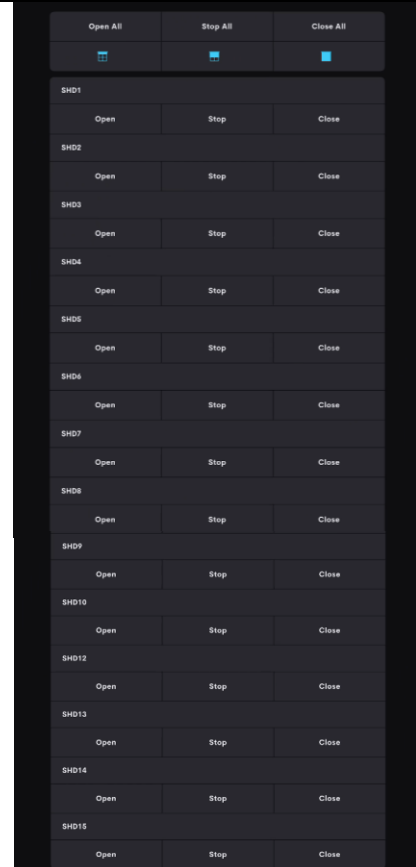 Open All Stop All Close All
SHD1
Open Stop Close
SHD2
Open Stop Close
SHD3
Open Stop Close
SHD4
Open Stop Close
SHD5
Open Stop Close
SHD6
Open Stop Close
SHD7
Open Stop Close
SHD8
Open Stop Close
SHD9
Open Stop Close
SHD10
Open Stop Close
SHD12
Open Stop Close
SHD13
Open Stop Close
SHD14
Open Stop Close
SHD15
Open Stop Close